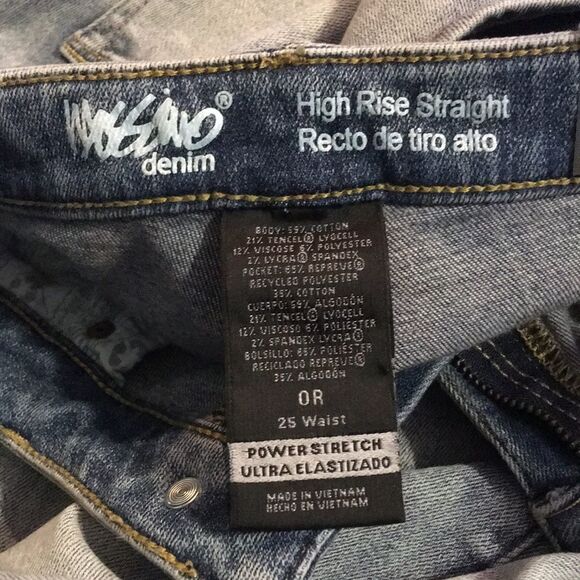 Mossimo®
denim
High Rise Straight
Recto de tiro alto
BODY: 59% COTTON
21% TENCEL® LYOCELL
12% VISCOSE 6% POLYESTER
2% LYCRA® SPANDEX
POCKET: 65% REPREVE®
RECYCLED POLYESTER
35% COTTON
CUERPO: 59% ALGODÓN
21% TENCEL® LYOCELL
12% VISCOSO 6% POLIÉSTER
2% SPANDEX LYCRA®
BOLSILLO: 65% POLIÉSTER
RECICLADO REPREVE®
35% ALGODÓN
0R
25 Waist
POWER STRETCH
ULTRA ELASTIZADO
MADE IN VIETNAM
HECHO EN VIETNAM